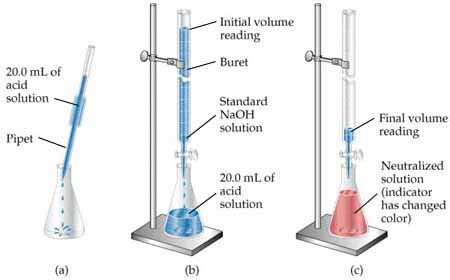 20.0 mL of
acid
solution
Pipet
(a)
Initial volume
reading
Buret
Standard
NaOH
solution
20.0 mL of
acid
solution
(b)
Final volume
reading
Neutralized
solution
(indicator
has changed
color)
(c)